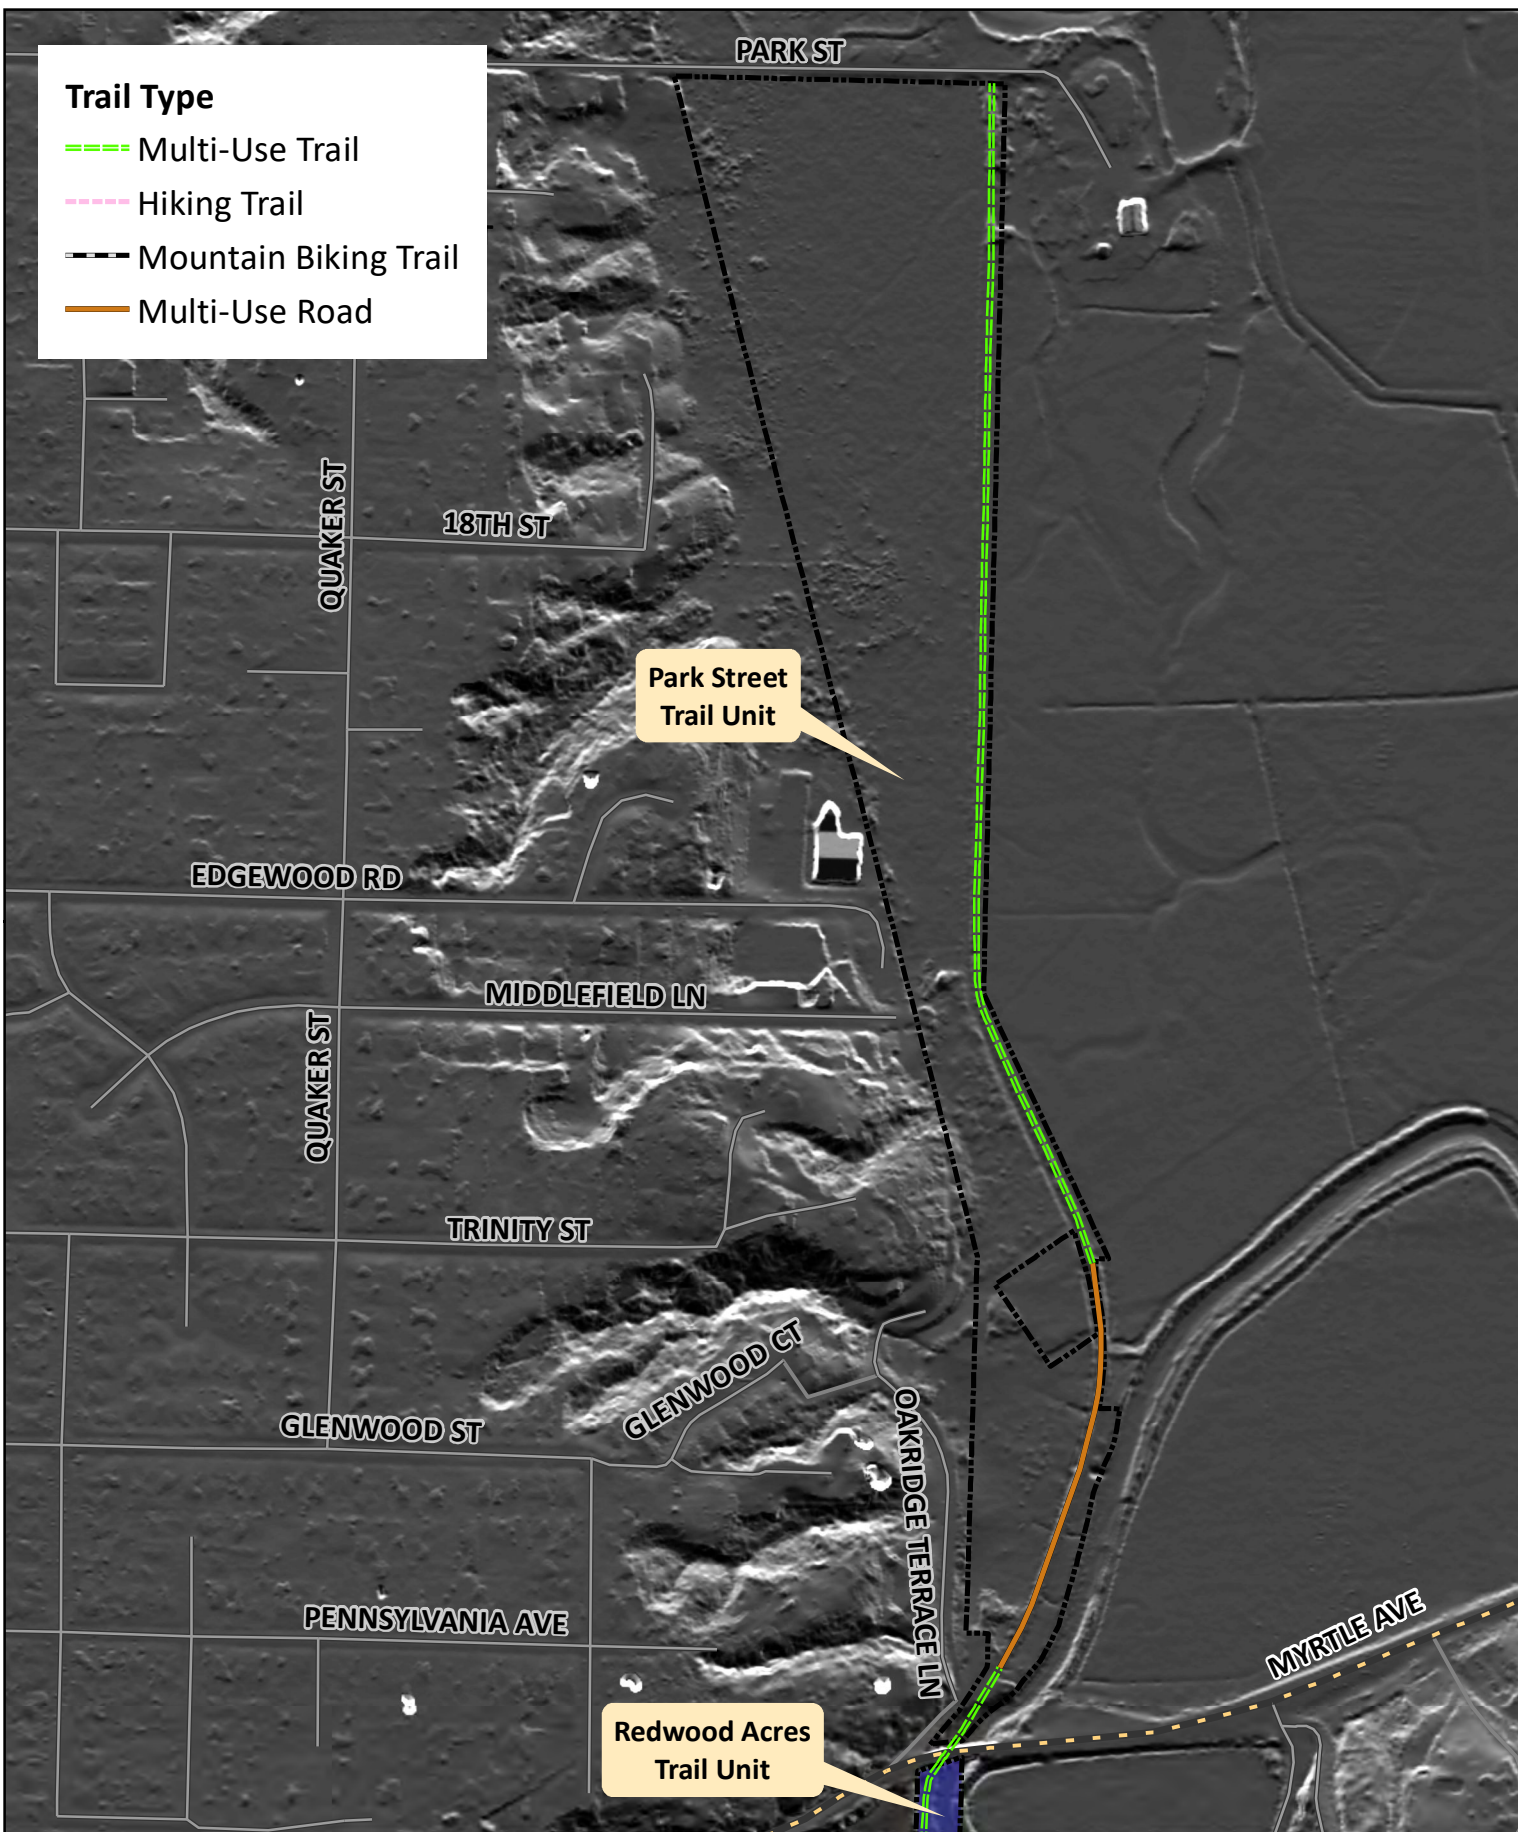 PARK ST
Trail Type
Multi-Use Trail
Hiking Trail
Mountain Biking Trail
Multi-Use Road
QUAKER ST
18TH ST
Park Street
Trail Unit
EDGEWOOD RD
MIDDLEFIELD LN
QUAKER ST
TRINITY ST
GLENWOOD CT
GLENWOOD ST
OAKRIDGE TERRACE LN
PENNSYLVANIA AVE
MYRTLE AVE
Redwood Acres
Trail Unit